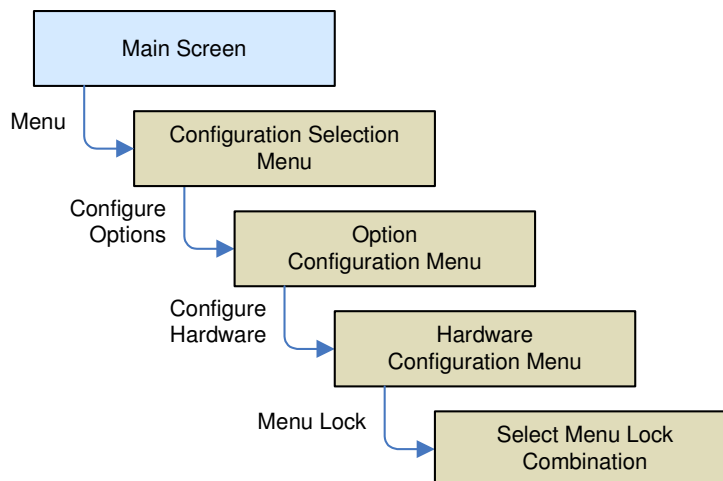 Main Screen
Menu
Configuration Selection
Menu
Configure
Options
Option
Configuration Menu
Configure
Hardware
Hardware
Configuration Menu
Menu Lock
Select Menu Lock
Combination